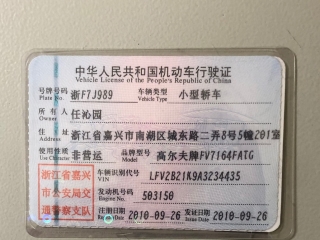 中华人民共和国机动车行驶证
Vehicle License of the People's Republic of China
号牌号码 浙F7J989 车辆类型 小型轿车
Plate No. Vehicle Type
所有人 任沁园
Owner
住址 浙江省嘉兴市南湖区城东路二弄8号5幢201室
Address
使用性质 非营运 品牌型号 高尔夫牌FV7164FATG
Use Character Model
浙江省嘉兴市公安局交通警察支队
车辆识别代号 LFV2B21K9A3234435
VIN
发动机号码 503150
Engine No.
注册日期 2010-09-26 发证日期 2010-09-26
Register Date Issue Date